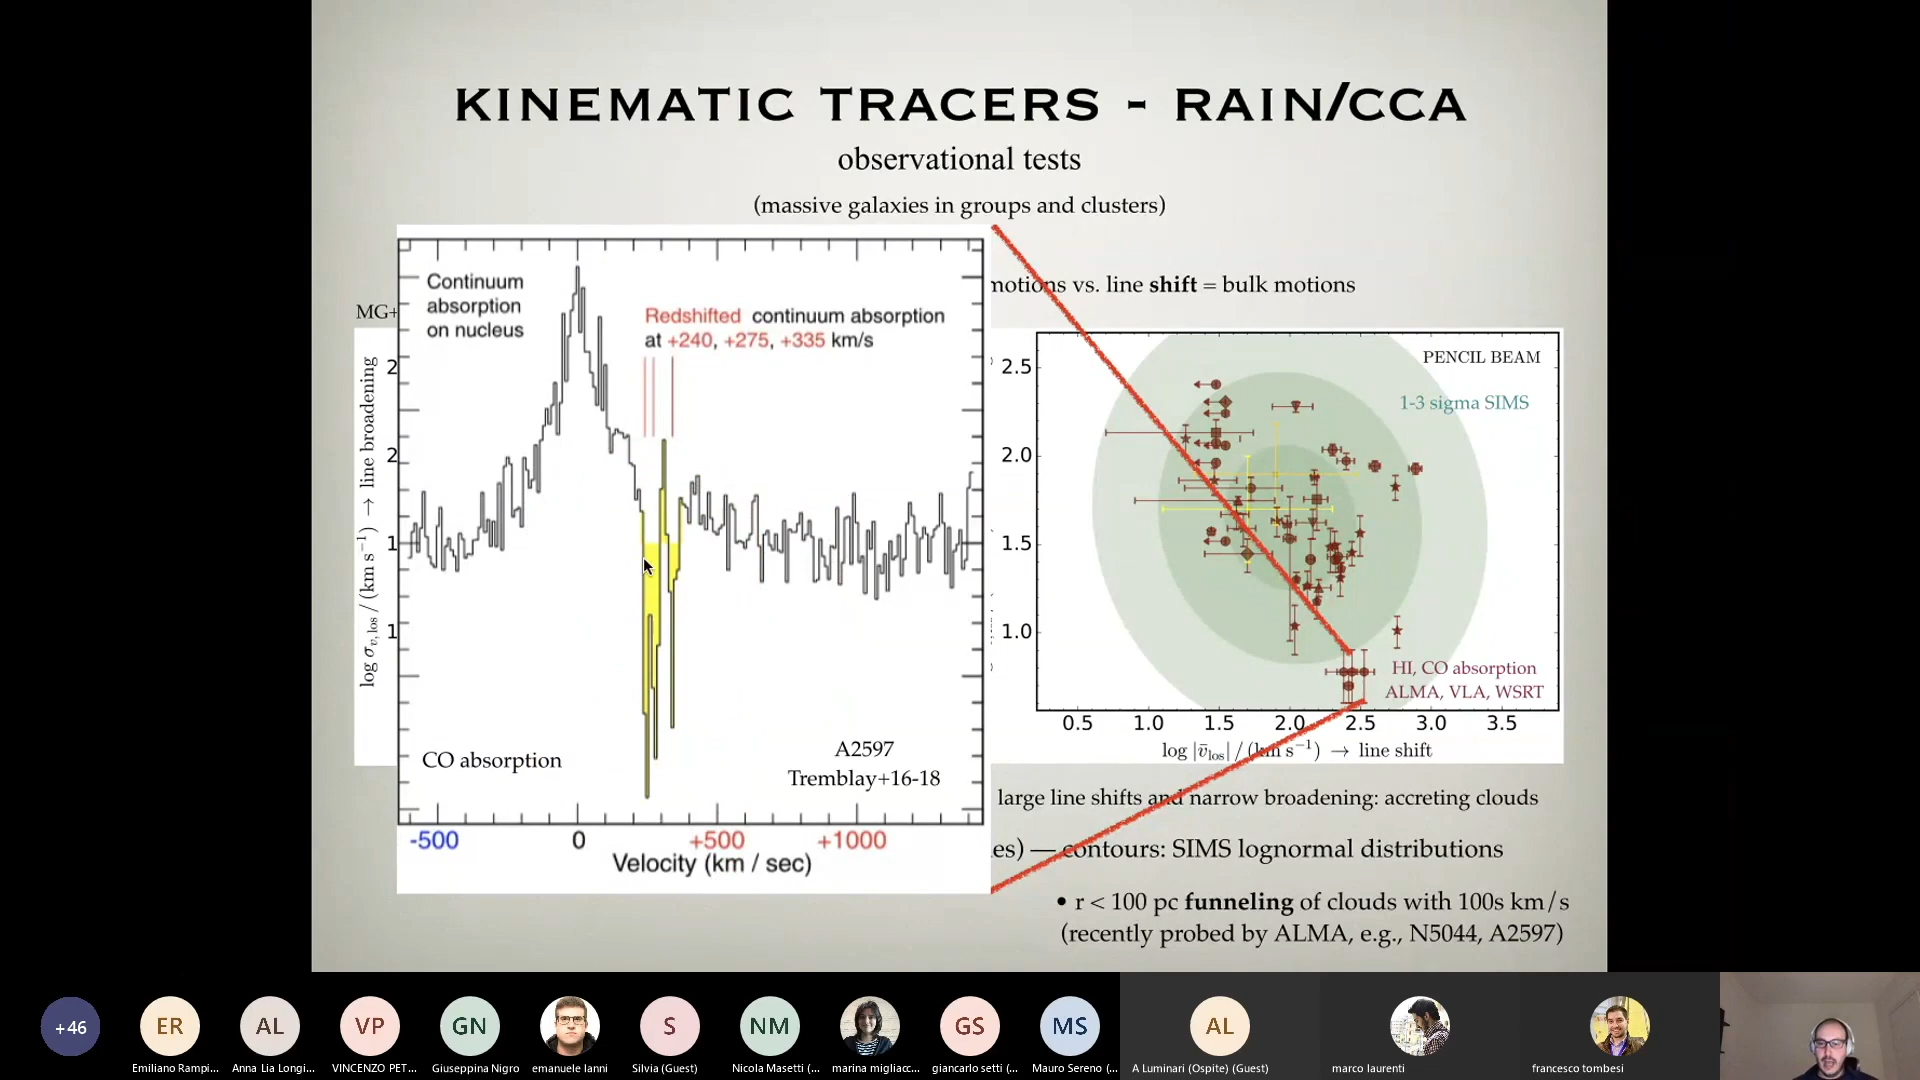 KINEMATIC TRACERS - RAIN/CCA
observational tests
(massive galaxies in groups and clusters)
motions vs. line shift = bulk motions
MG+
Continuum
absorption
on nucleus
Redshifted continuum absorption
at +240, +275, +335 km/s
CO absorption
A2597
Tremblay+16-18
-500 0 +500 +1000
Velocity (km / sec)
log σv,los / (km s−1) → line broadening
2
2
1
1
PENCIL BEAM
1-3 sigma SIMS
2.5
2.0
1.5
1.0
HI, CO absorption
ALMA, VLA, WSRT
0.5 1.0 1.5 2.0 2.5 3.0 3.5
log |v̄los| / (km s−1) → line shift
large line shifts and narrow broadening: accreting clouds
es) — contours: SIMS lognormal distributions
• r < 100 pc funneling of clouds with 100s km/s
(recently probed by ALMA, e.g., N5044, A2597)
+46
ER
AL
VP
GN
S
NM
GS
MS
AL
Emiliano Rampi...
Anna Lia Longi...
VINCENZO PET...
Giuseppina Nigro
emanuele Ianni
Silvia (Guest)
Nicola Masetti (...
marina migliacc...
giancarlo setti (...
Mauro Sereno (...
A Luminari (Ospite) (Guest)
marco laurenti
francesco tombesi